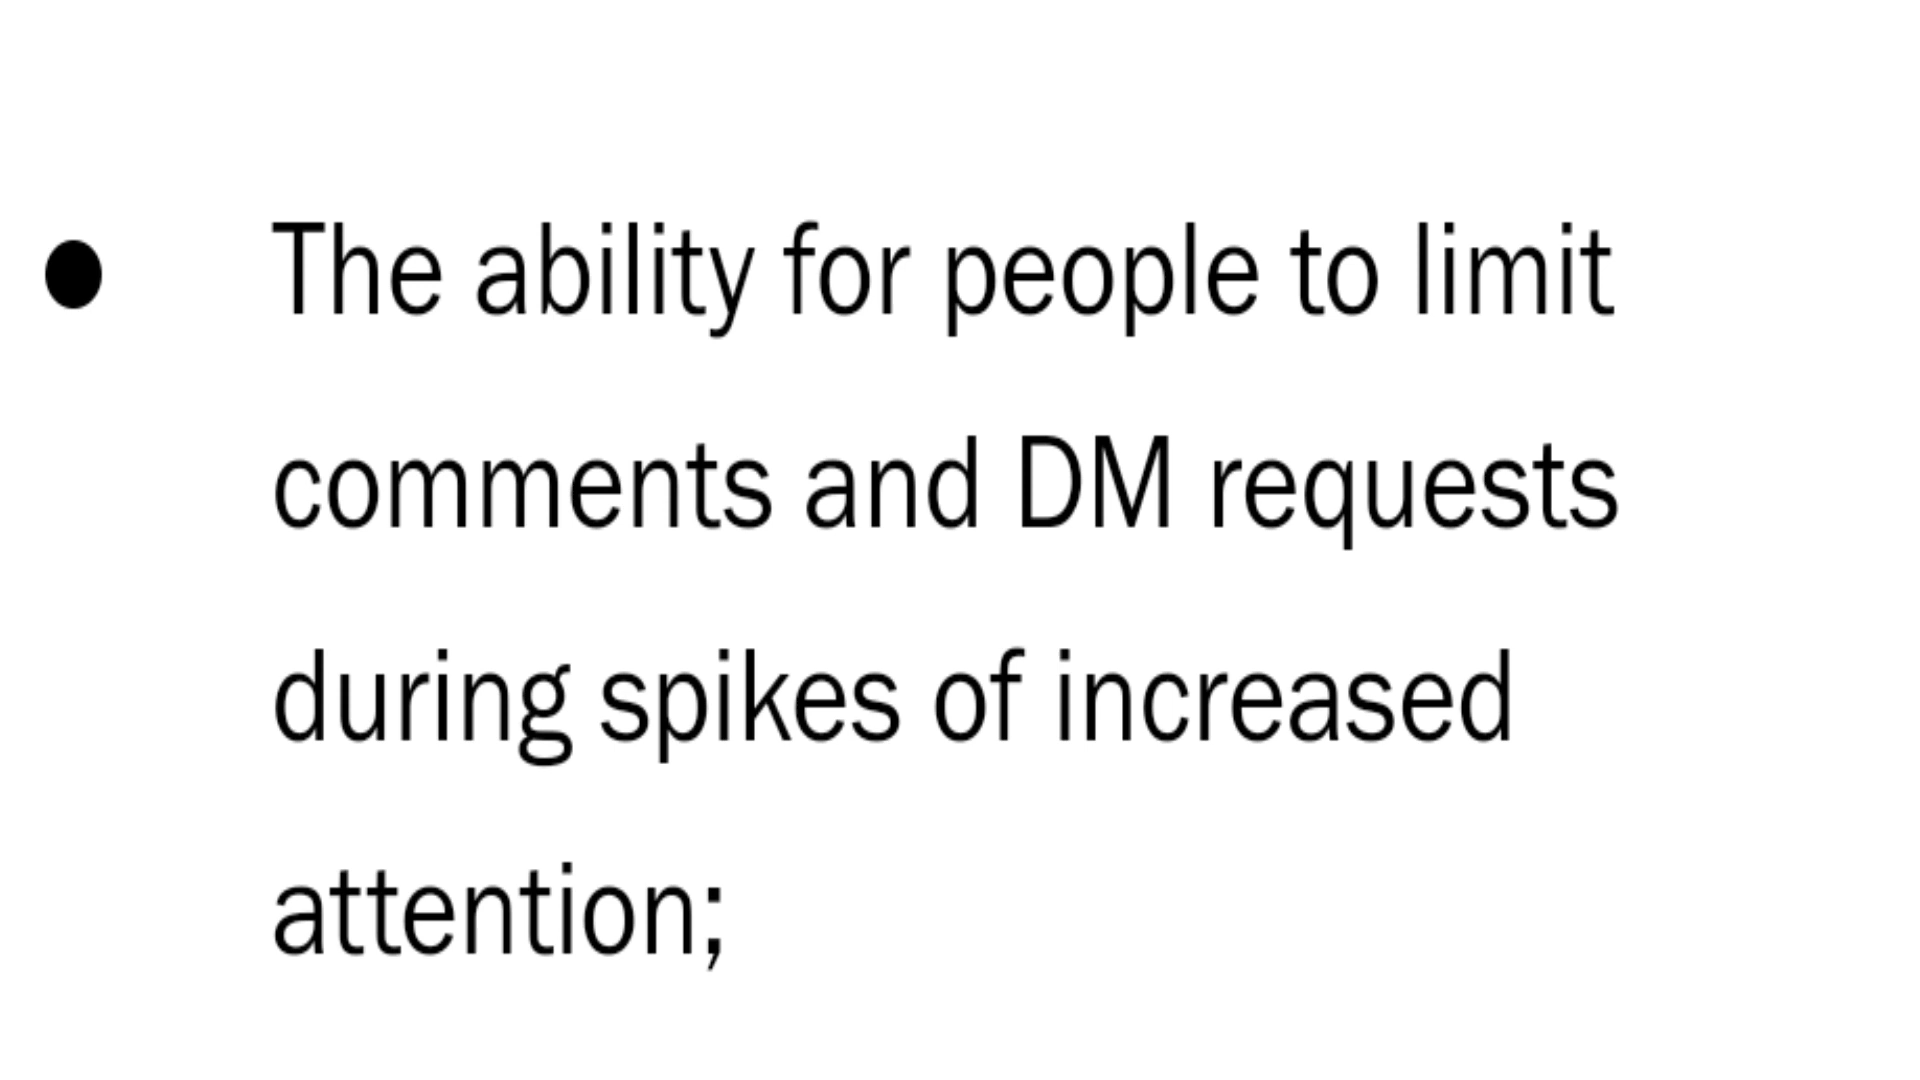 ● The ability for people to limit
comments and DM requests
during spikes of increased
attention;